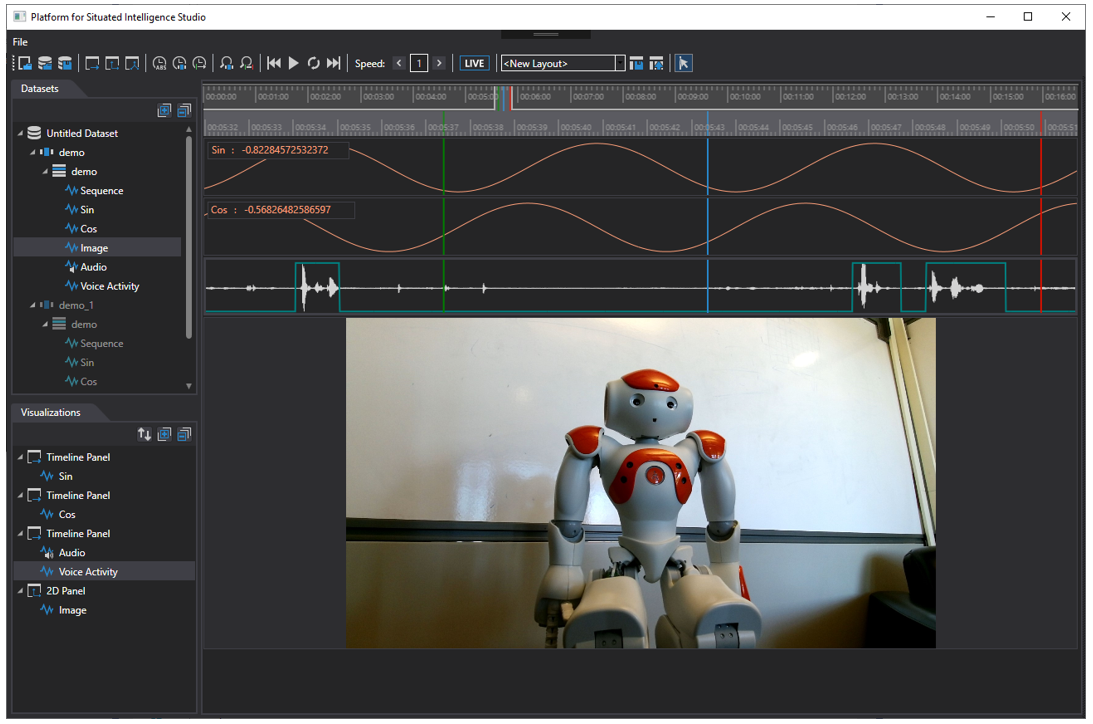 Platform for Situated Intelligence Studio
File
ABS
Speed: < 1 > LIVE <New Layout>
Datasets
00:00:00 00:01:00 00:02:00 00:03:00 00:04:00 00:05:00 00:06:00 00:07:00 00:08:00 00:09:00 00:10:00 00:11:00 00:12:00 00:13:00 00:14:00 00:15:00 00:16:00
00:05:32 00:05:33 00:05:34 00:05:35 00:05:36 00:05:37 00:05:38 00:05:39 00:05:40 00:05:41 00:05:42 00:05:43 00:05:44 00:05:45 00:05:46 00:05:47 00:05:48 00:05:49 00:05:50 00:05:51
Sin : -0.82284572532372
Cos : -0.56826482586597
Untitled Dataset
demo
demo
Sequence
Sin
Cos
Image
Audio
Voice Activity
demo_1
demo
Sequence
Sin
Cos
Visualizations
Timeline Panel
Sin
Timeline Panel
Cos
Timeline Panel
Audio
Voice Activity
2D Panel
Image